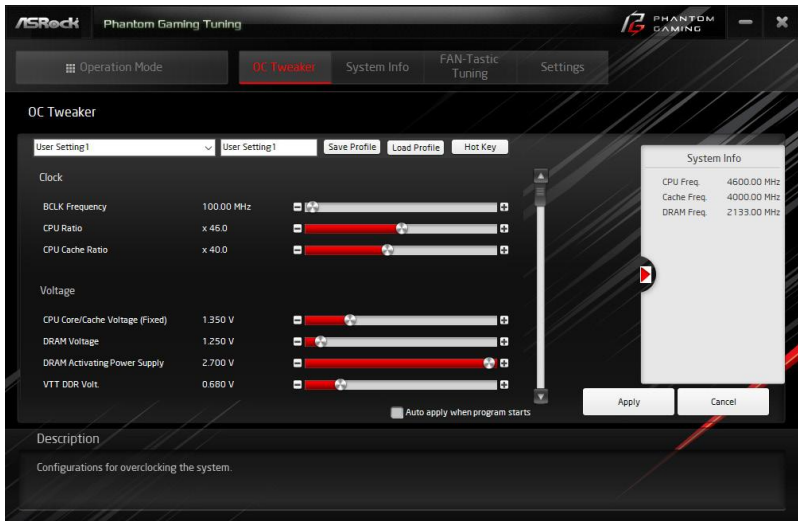 ASRock Phantom Gaming Tuning PHANTOM
GAMING
Operation Mode OC Tweaker System Info FAN-Tastic
Tuning Settings
OC Tweaker
User Setting1 User Setting1 Save Profile Load Profile Hot Key
System Info
Clock
CPU Freq. 4600.00 MHz
Cache Freq. 4000.00 MHz
DRAM Freq. 2133.00 MHz
BCLK Frequency 100.00 MHz
CPU Ratio x 46.0
CPU Cache Ratio x 40.0
Voltage
CPU Core/Cache Voltage (Fixed) 1.350 V
DRAM Voltage 1.250 V
DRAM Activating Power Supply 2.700 V
VTT DDR Volt. 0.680 V
Auto apply when program starts
Apply Cancel
Description
Configurations for overclocking the system.